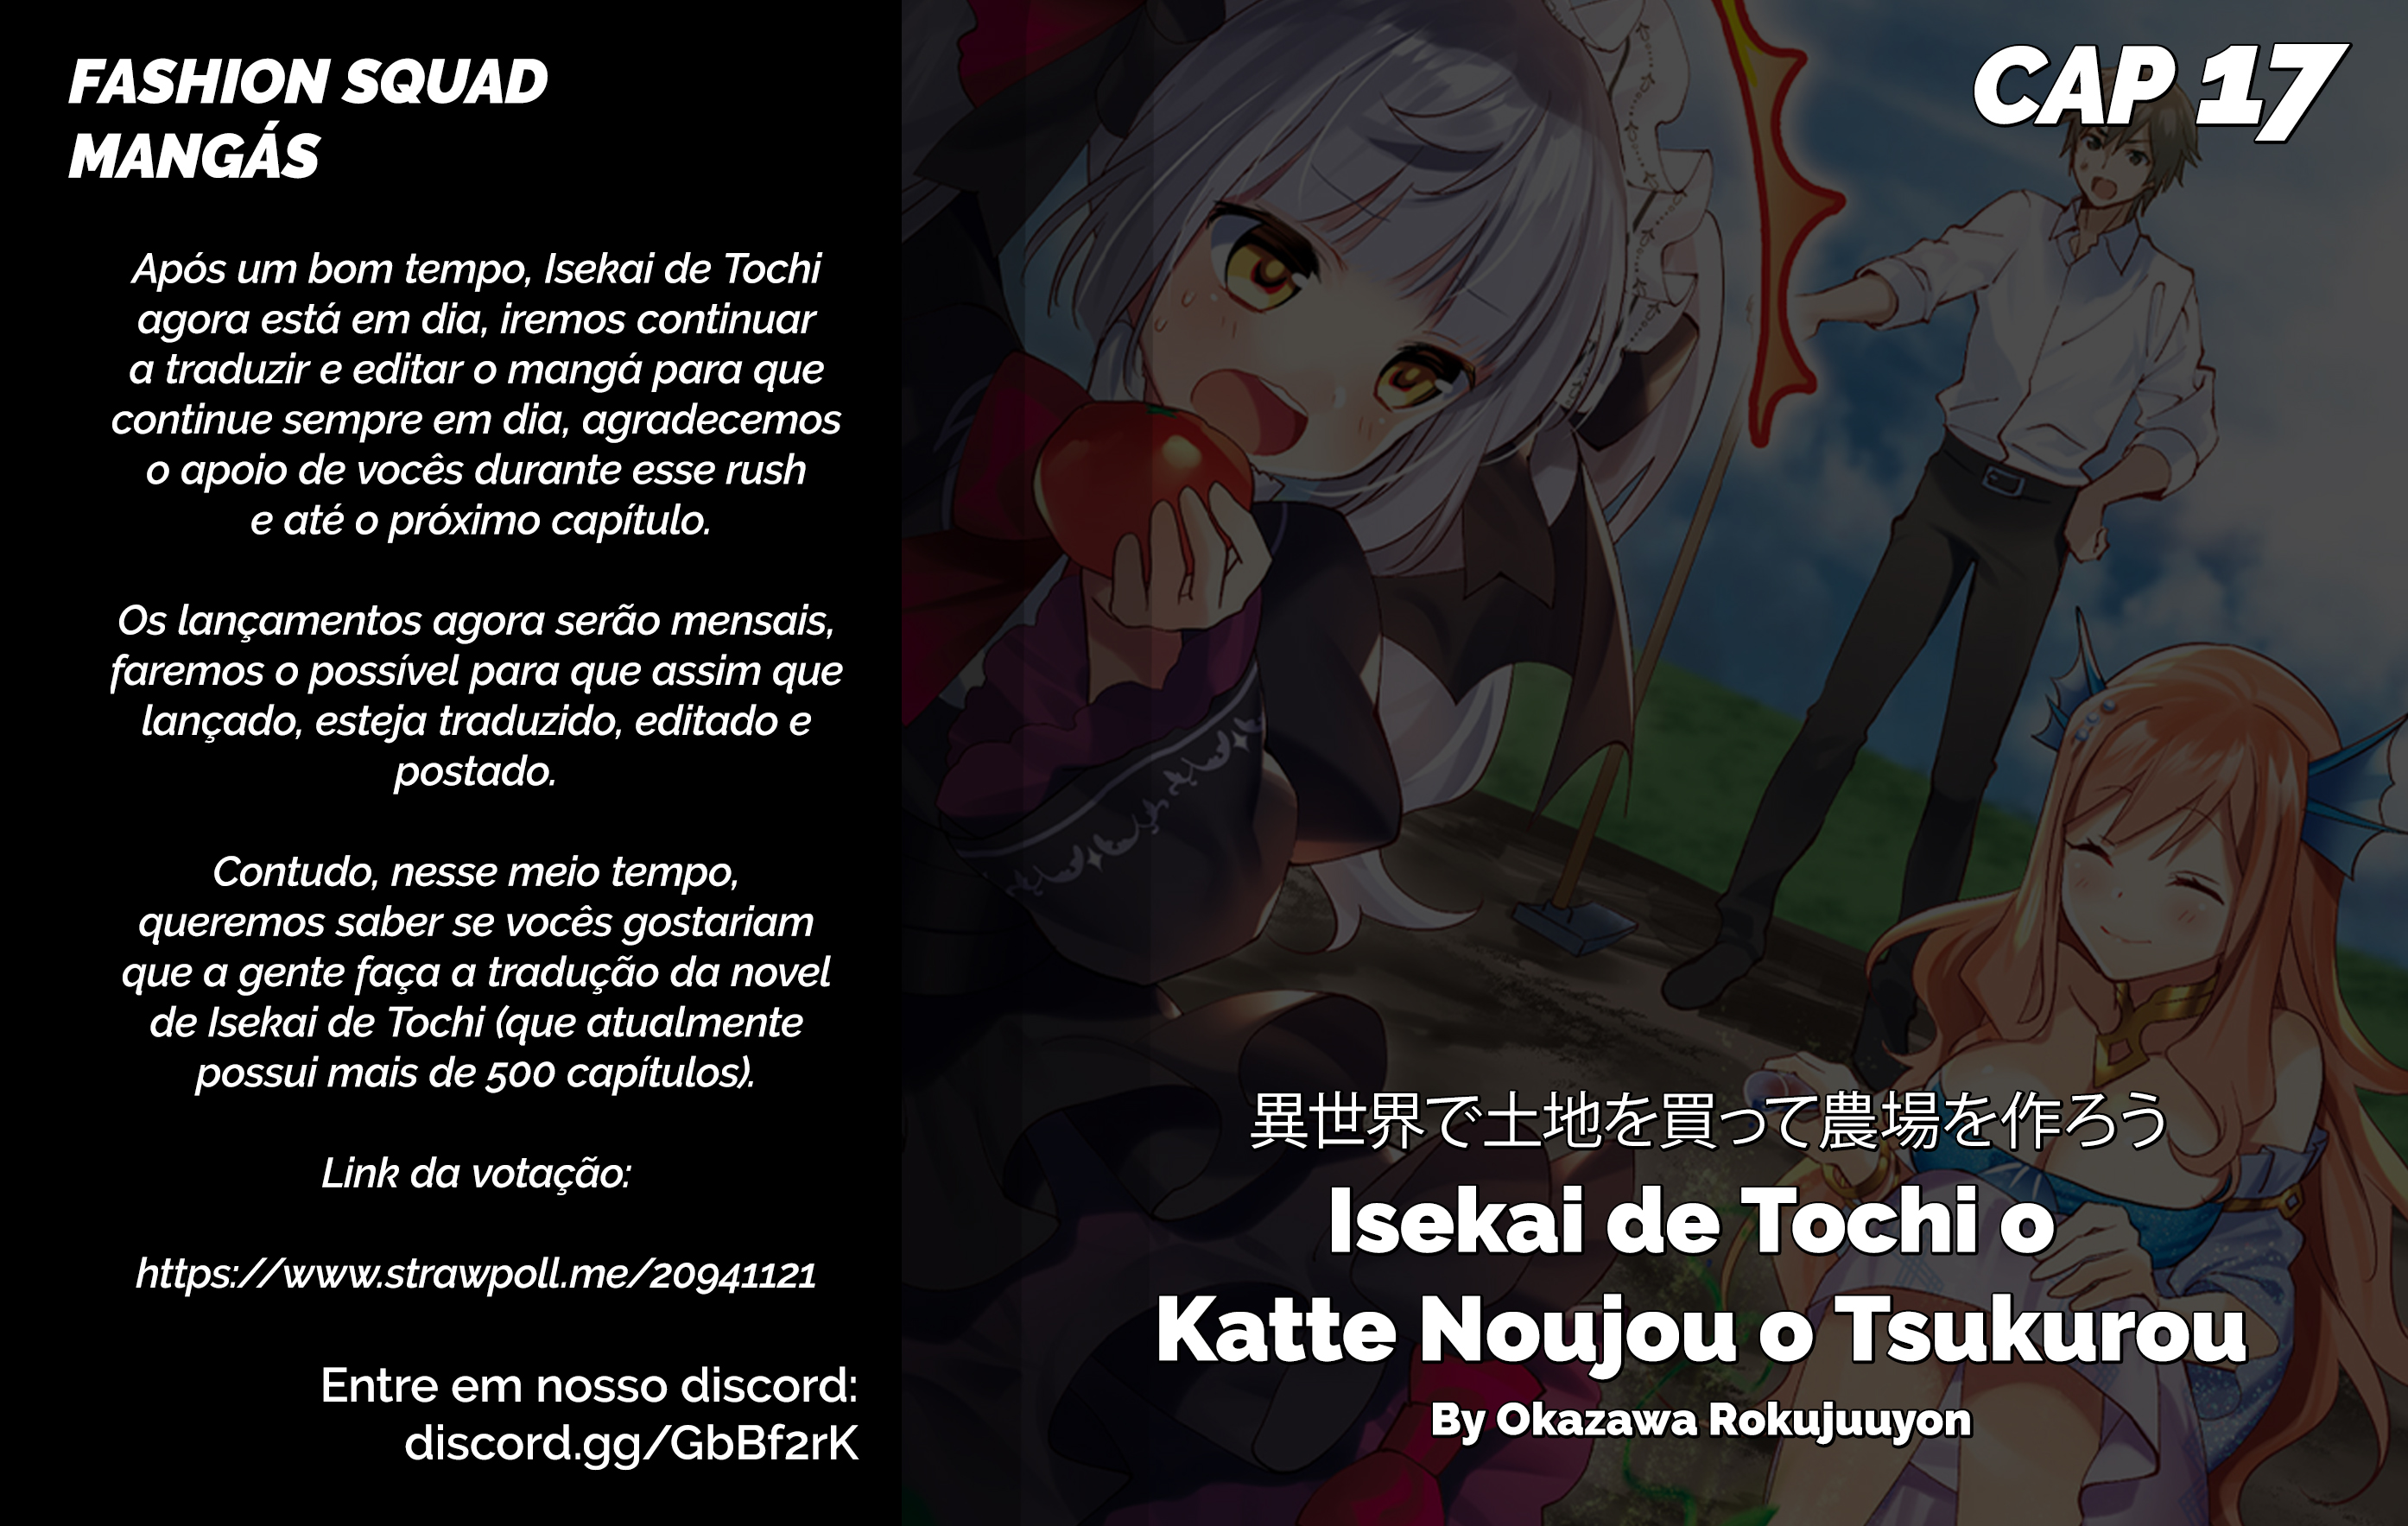 FASHION SQUAD
MANGÁS
Após um bom tempo, Isekai de Tochi
agora está em dia, iremos continuar
a traduzir e editar o mangá para que
continue sempre em dia, agradecemos
o apoio de vocês durante esse rush
e até o próximo capítulo.
Os lançamentos agora serão mensais,
faremos o possível para que assim que
lançado, esteja traduzido, editado e
postado.
Contudo, nesse meio tempo,
queremos saber se vocês gostariam
que a gente faça a tradução da novel
de Isekai de Tochi (que atualmente
possui mais de 500 capítulos).
Link da votação:
https://www.strawpoll.me/20941121
Entre em nosso discord:
discord.gg/GbBf2rK
CAP 17
異世界で土地を買って農場を作ろう
Isekai de Tochi o
Katte Noujou o Tsukurou
By Okazawa Rokujuuyon